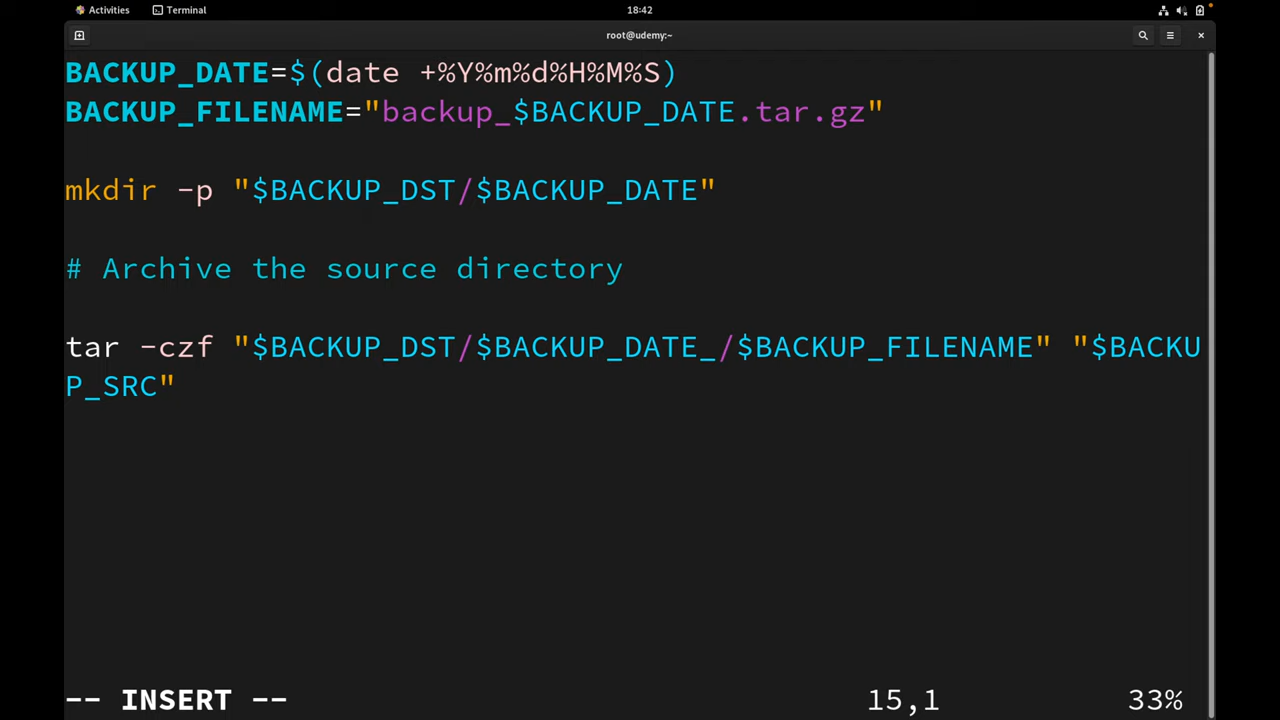 Activities Terminal 18:42
root@udemy:~
BACKUP_DATE=$(date +%Y%m%d%H%M%S)
BACKUP_FILENAME="backup_$BACKUP_DATE.tar.gz"
mkdir -p "$BACKUP_DST/$BACKUP_DATE"
# Archive the source directory
tar -czf "$BACKUP_DST/$BACKUP_DATE_/$BACKUP_FILENAME" "$BACKU
P_SRC"
-- INSERT -- 15,1 33%